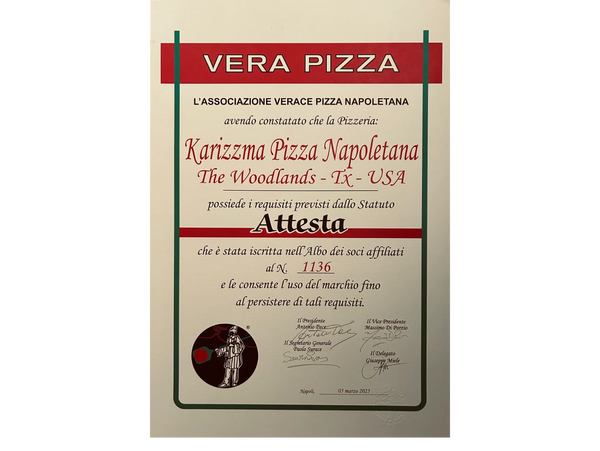 VERA PIZZA
L'ASSOCIAZIONE VERACE PIZZA NAPOLETANA
avendo constatato che la Pizzeria:
Karizzma Pizza Napoletana
The Woodlands - Tx - USA
possiede i requisiti previsti dallo Statuto
Attesta
che è stata iscritta nell'Albo dei soci affiliati
al N. 1136
e le consente l'uso del marchio fino
al persistere di tali requisiti.
Il Presidente
Antonio Pace
Il Vice Presidente
Massimo Di Porzio
Il Segretario Generale
Paolo Surace
Il Delegato
Giuseppe Miele
Napoli, 03 marzo 2023